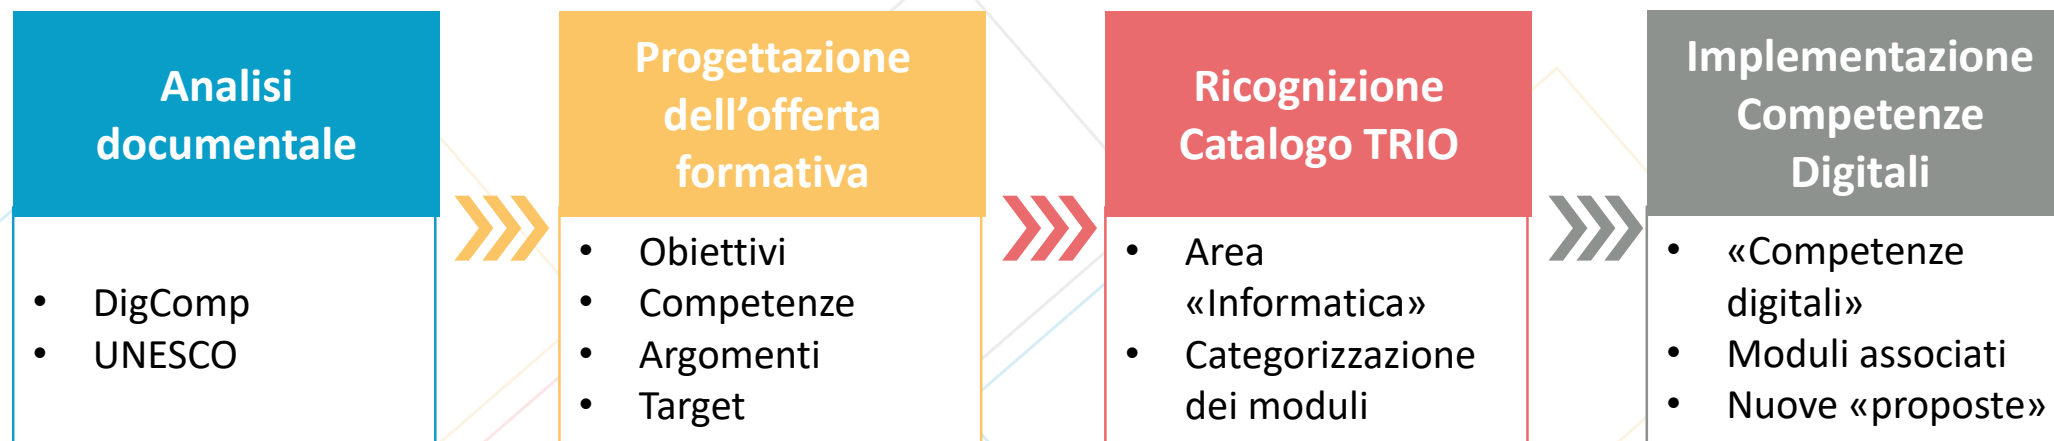 Analisi
documentale
• DigComp
• UNESCO
Progettazione
dell’offerta
formativa
• Obiettivi
• Competenze
• Argomenti
• Target
Ricognizione
Catalogo TRIO
• Area
«Informatica»
• Categorizzazione
dei moduli
Implementazione
Competenze
Digitali
• «Competenze
digitali»
• Moduli associati
• Nuove «proposte»